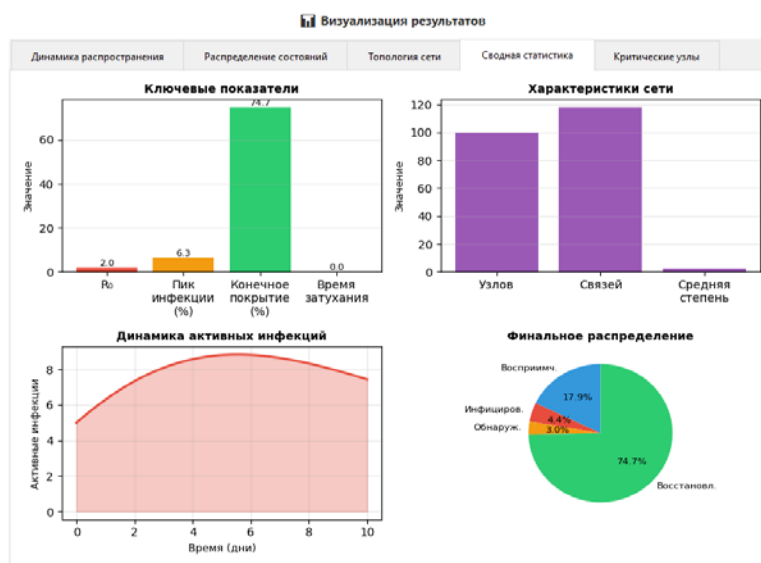 📊 Визуализация результатов
Динамика распространения
Распределение состояний
Топология сети
Сводная статистика
Критические узлы
Ключевые показатели
Значение
60
40
20
0
2.0
6.3
74.7
0.0
R₀
Пик
инфекции
(%)
Конечное
покрытие
(%)
Время
затухания
Характеристики сети
Значение
120
100
80
60
40
20
0
Узлов
Связей
Средняя
степень
Динамика активных инфекций
Активные инфекции
8
6
4
2
0
0
2
4
6
8
10
Время (дни)
Финальное распределение
Восприимч.
17.9%
Инфициров.
4.4%
Обнаруж.
3.0%
74.7%
Восстановл.